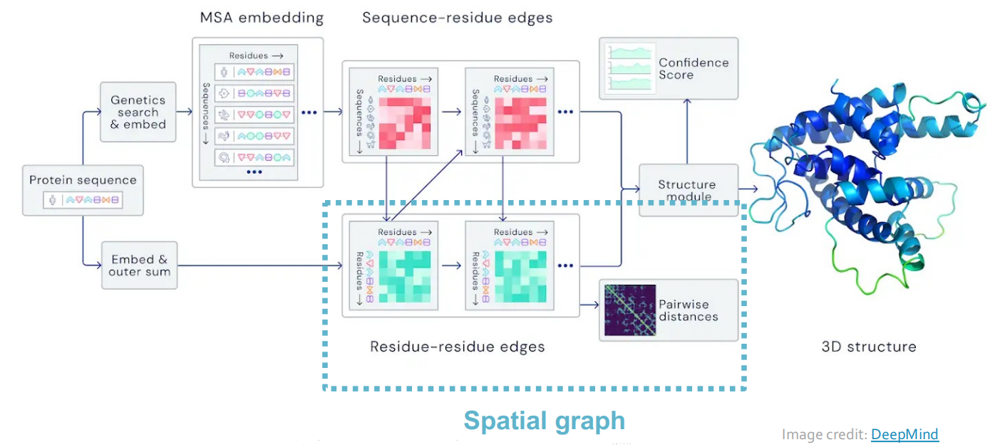 MSA embedding
Sequence-residue edges
Residues →
Sequences →
Genetics
search
& embed
Protein sequence
Embed &
outer sum
Residues →
Sequences →
Residues →
Sequences →
Confidence
Score
Structure
module
Residues →
Residues →
Residues →
Residues →
Pairwise
distances
Residue-residue edges
3D structure
Spatial graph
Image credit: DeepMind